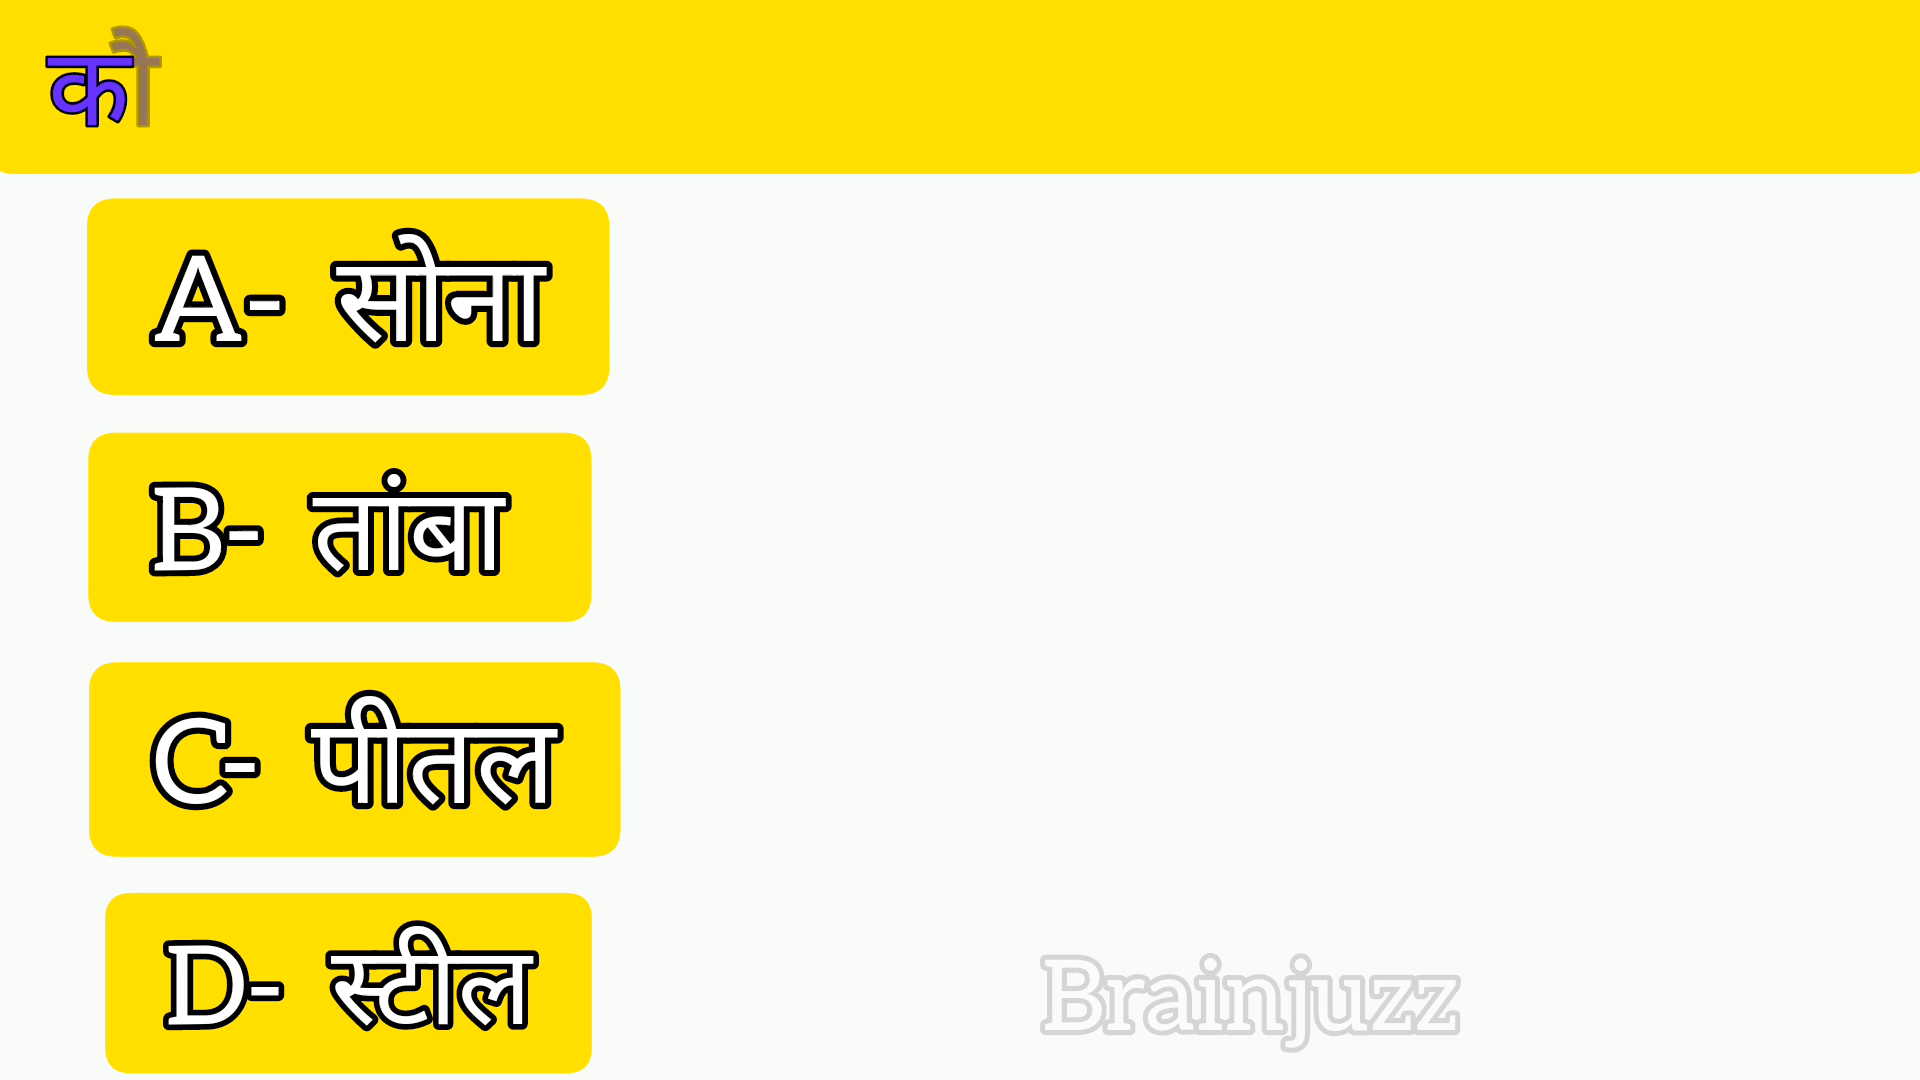 कौ
A- सोना
B- तांबा
C- पीतल
D- स्टील
Brainjuzz